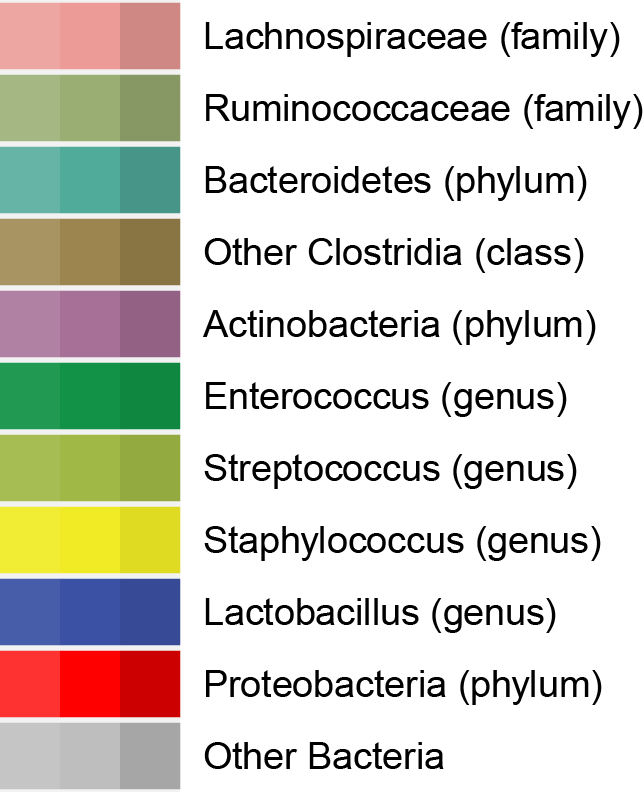 Lachnospiraceae (family)
Ruminococcaceae (family)
Bacteroidetes (phylum)
Other Clostridia (class)
Actinobacteria (phylum)
Enterococcus (genus)
Streptococcus (genus)
Staphylococcus (genus)
Lactobacillus (genus)
Proteobacteria (phylum)
Other Bacteria